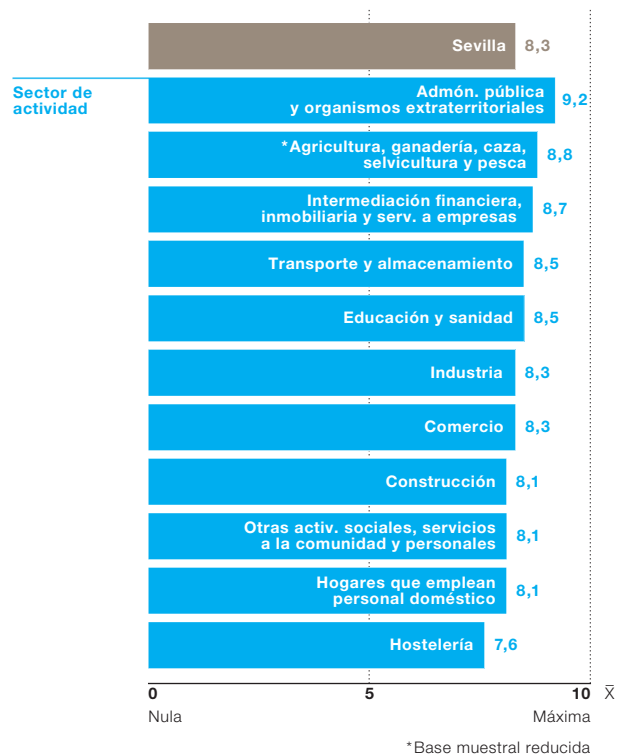 Sevilla 8,3
Sector de
actividad
Admón. pública
y organismos extraterritoriales 9,2
*Agricultura, ganadería, caza,
selvicultura y pesca 8,8
Intermediación financiera,
inmobiliaria y serv. a empresas 8,7
Transporte y almacenamiento 8,5
Educación y sanidad 8,5
Industria 8,3
Comercio 8,3
Construcción 8,1
Otras activ. sociales, servicios
a la comunidad y personales 8,1
Hogares que emplean
personal doméstico 8,1
Hostelería 7,6
0 5 10 X̅
Nula Máxima
*Base muestral reducida